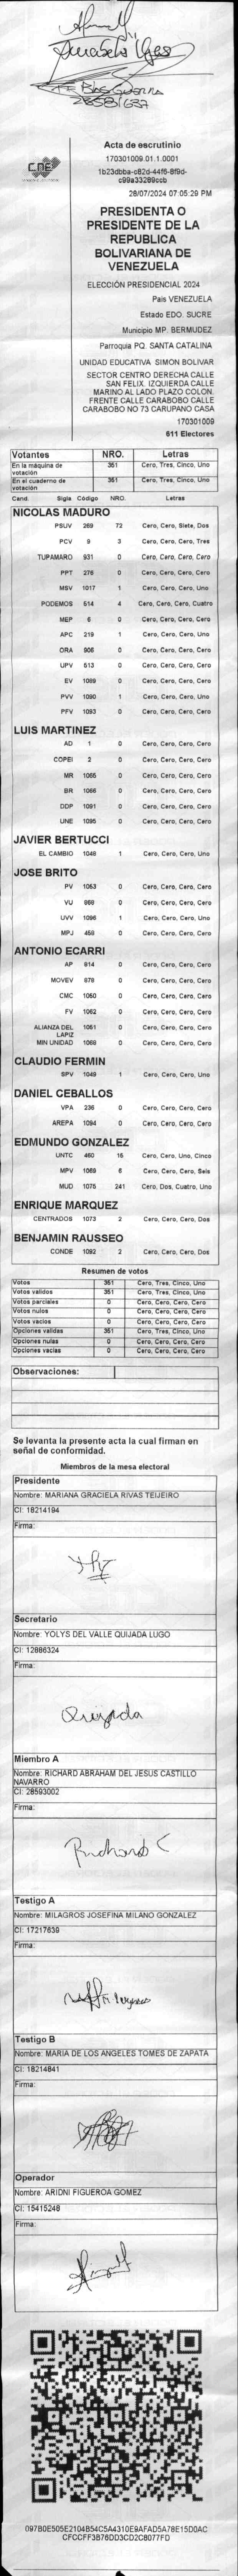 28581637
CNE
Acta de escrutinio
170301009.01.1.0001
1b23dbba-c82d-44f6-8f9d-
c99a33289ccb
28/07/2024 07:05:29 PM
PRESIDENTA O
PRESIDENTE DE LA
REPUBLICA
BOLIVARIANA DE
VENEZUELA
ELECCIÓN PRESIDENCIAL 2024
País VENEZUELA
Estado EDO. SUCRE
Municipio MP. BERMUDEZ
Parroquia PQ. SANTA CATALINA
UNIDAD EDUCATIVA SIMON BOLIVAR
SECTOR CENTRO DERECHA CALLE
SAN FELIX. IZQUIERDA CALLE
MARINO AL LADO PLAZO COLON.
FRENTE CALLE CARABOBO CALLE
CARABOBO NO 73 CARUPANO CASA
170301009
611 Electores
Votantes NRO. Letras
En la máquina de votación 351 Cero, Tres, Cinco, Uno
En el cuaderno de votación 351 Cero, Tres, Cinco, Uno
Cand. Sigla Código NRO. Letras
NICOLAS MADURO
PSUV 269 72 Cero, Cero, Siete, Dos
PCV 9 3 Cero, Cero, Cero, Tres
TUPAMARO 931 0 Cero, Cero, Cero, Cero
PPT 276 0 Cero, Cero, Cero, Cero
MSV 1017 1 Cero, Cero, Cero, Uno
PODEMOS 514 4 Cero, Cero, Cero, Cuatro
MEP 6 0 Cero, Cero, Cero, Cero
APC 219 1 Cero, Cero, Cero, Uno
ORA 906 0 Cero, Cero, Cero, Cero
UPV 513 0 Cero, Cero, Cero, Cero
EV 1089 0 Cero, Cero, Cero, Cero
PVV 1090 1 Cero, Cero, Cero, Uno
PFV 1093 0 Cero, Cero, Cero, Cero
LUIS MARTINEZ
AD 1 0 Cero, Cero, Cero, Cero
COPEI 2 0 Cero, Cero, Cero, Cero
MR 1065 0 Cero, Cero, Cero, Cero
BR 1066 0 Cero, Cero, Cero, Cero
DDP 1091 0 Cero, Cero, Cero, Cero
UNE 1095 0 Cero, Cero, Cero, Cero
JAVIER BERTUCCI
EL CAMBIO 1048 1 Cero, Cero, Cero, Uno
JOSE BRITO
PV 1053 0 Cero, Cero, Cero, Cero
VU 869 0 Cero, Cero, Cero, Cero
UVV 1096 1 Cero, Cero, Cero, Uno
MPJ 459 0 Cero, Cero, Cero, Cero
ANTONIO ECARRI
AP 814 0 Cero, Cero, Cero, Cero
MOVEV 878 0 Cero, Cero, Cero, Cero
CMC 1050 0 Cero, Cero, Cero, Cero
FV 1062 0 Cero, Cero, Cero, Cero
ALIANZA DEL LAPIZ 1051 0 Cero, Cero, Cero, Cero
MIN UNIDAD 1068 0 Cero, Cero, Cero, Cero
CLAUDIO FERMIN
SPV 1049 1 Cero, Cero, Cero, Uno
DANIEL CEBALLOS
VPA 236 0 Cero, Cero, Cero, Cero
AREPA 1094 0 Cero, Cero, Cero, Cero
EDMUNDO GONZALEZ
UNTC 460 15 Cero, Cero, Uno, Cinco
MPV 1069 6 Cero, Cero, Cero, Seis
MUD 1075 241 Cero, Dos, Cuatro, Uno
ENRIQUE MARQUEZ
CENTRADOS 1073 2 Cero, Cero, Cero, Dos
BENJAMIN RAUSSEO
CONDE 1092 2 Cero, Cero, Cero, Dos
Resumen de votos
Votos 351 Cero, Tres, Cinco, Uno
Votos validos 351 Cero, Tres, Cinco, Uno
Votos parciales 0 Cero, Cero, Cero, Cero
Votos nulos 0 Cero, Cero, Cero, Cero
Votos vacios 0 Cero, Cero, Cero, Cero
Opciones validas 351 Cero, Tres, Cinco, Uno
Opciones nulas 0 Cero, Cero, Cero, Cero
Opciones vacias 0 Cero, Cero, Cero, Cero
Observaciones:
Se levanta la presente acta la cual firman en
señal de conformidad.
Miembros de la mesa electoral
Presidente
Nombre: MARIANA GRACIELA RIVAS TEIJEIRO
CI: 18214194
Firma:
Secretario
Nombre: YOLYS DEL VALLE QUIJADA LUGO
CI: 12886324
Firma:
Quijada
Miembro A
Nombre: RICHARD ABRAHAM DEL JESUS CASTILLO
NAVARRO
CI: 28593002
Firma:
Richard C
Testigo A
Nombre: MILAGROS JOSEFINA MILANO GONZALEZ
CI: 17217639
Firma:
Testigo B
Nombre: MARIA DE LOS ANGELES TOMES DE ZAPATA
CI: 18214841
Firma:
Operador
Nombre: ARIDNI FIGUEROA GOMEZ
CI: 15415248
Firma:
097B0E505E2104B54C5A4310E9AFAD5A78E15D0AC
CFCCFF3B76DD3CD2C8077FD